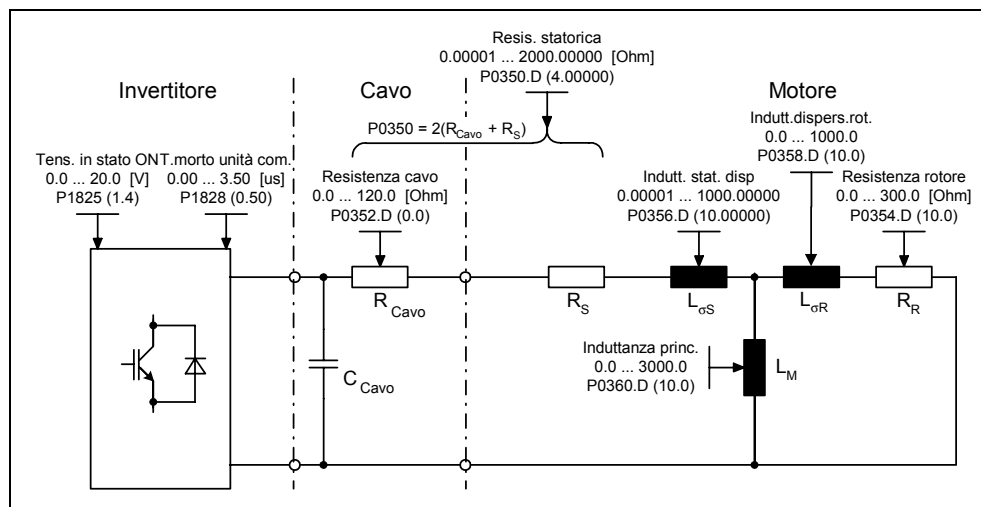 Resis. statorica
0.00001 ... 2000.00000 [Ohm]
P0350.D (4.00000)
Invertitore
Cavo
Motore
P0350 = 2(RCavo + RS)
Indutt.dispers.rot.
0.0 ... 1000.0
P0358.D (10.0)
Tens. in stato ONT.morto unità com.
0.0 ... 20.0 [V]
P1825 (1.4)
0.00 ... 3.50 [us]
P1828 (0.50)
Resistenza cavo
0.0 ... 120.0 [Ohm]
P0352.D (0.0)
Indutt. stat. disp
0.00001 ... 1000.00000
P0356.D (10.00000)
Resistenza rotore
0.0 ... 300.0 [Ohm]
P0354.D (10.0)
RCavo
RS
LσS
LσR
RR
CCavo
Induttanza princ.
0.0 ... 3000.0
P0360.D (10.0)
LM